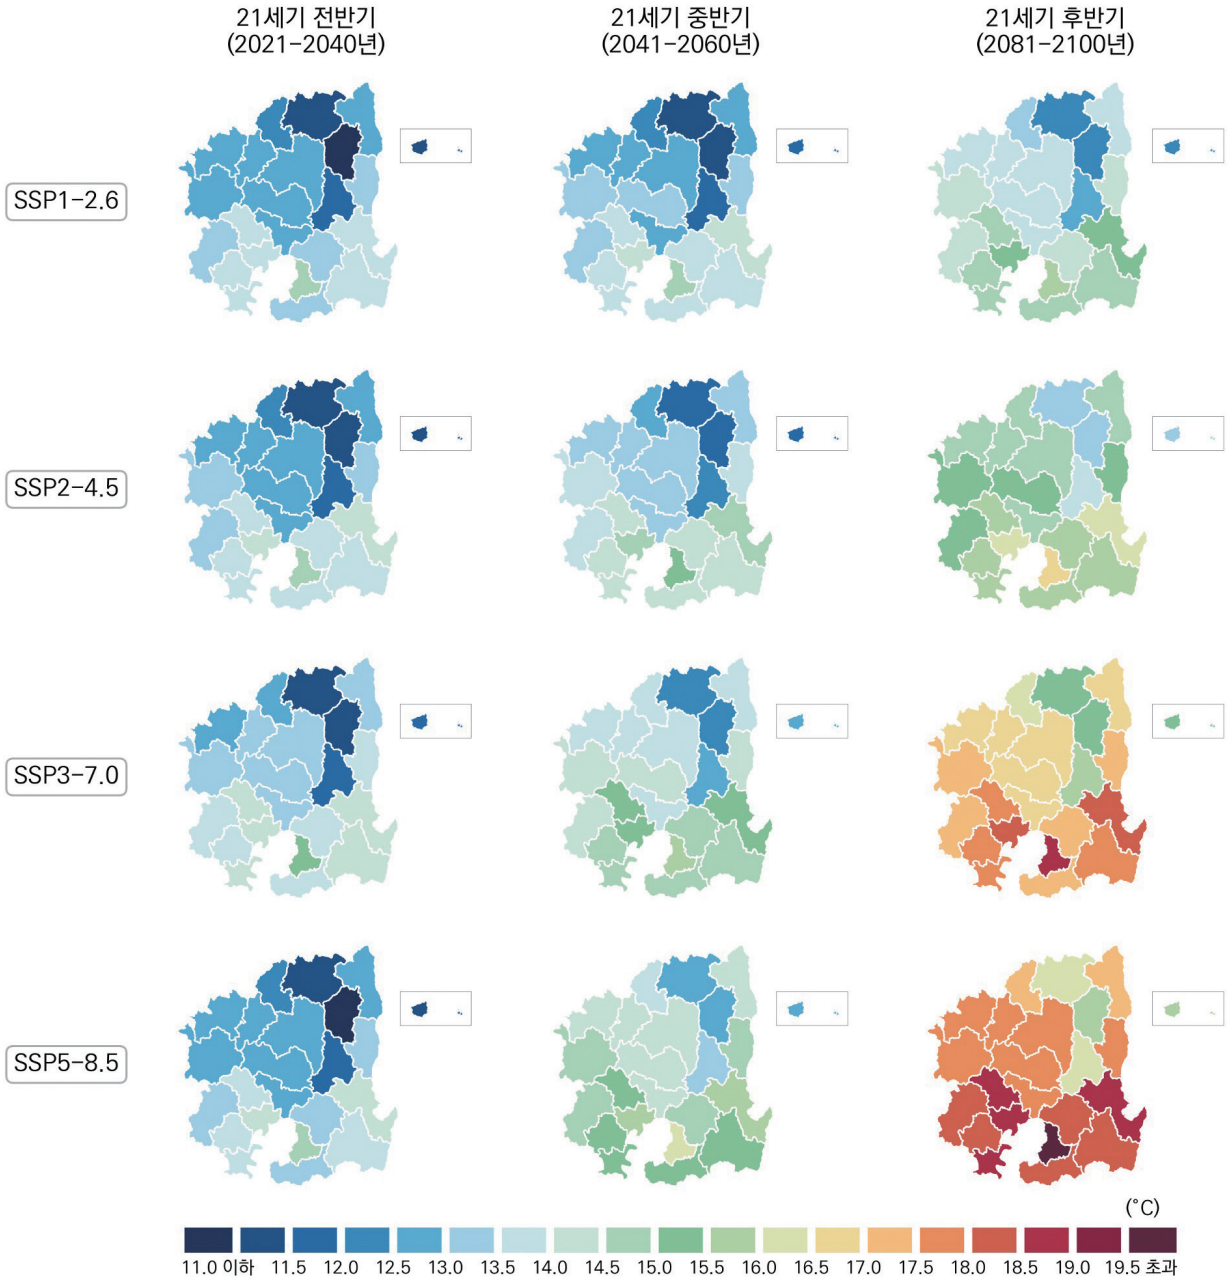 21세기 전반기
(2021-2040년)
21세기 중반기
(2041-2060년)
21세기 후반기
(2081-2100년)
SSP1-2.6
SSP2-4.5
SSP3-7.0
SSP5-8.5
(°C)
11.0 이하 11.5 12.0 12.5 13.0 13.5 14.0 14.5 15.0 15.5 16.0 16.5 17.0 17.5 18.0 18.5 19.0 19.5 초과